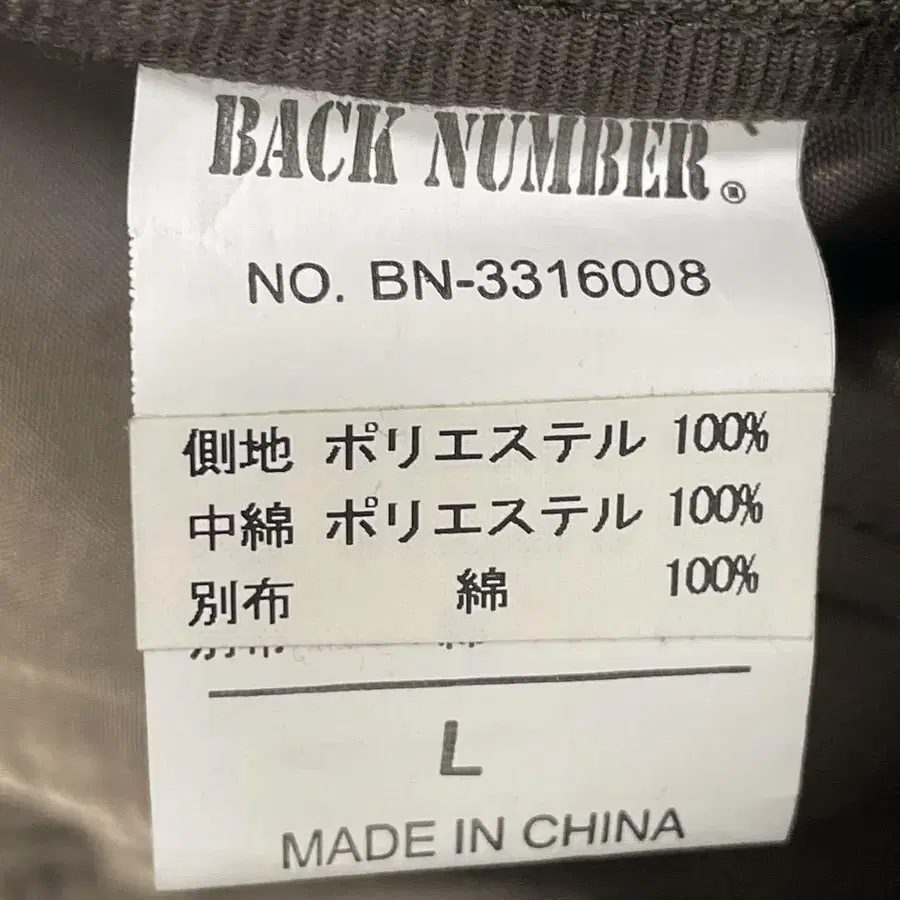 BACK NUMBER®
NO. BN-3316008
側地 ポリエステル 100%
中綿 ポリエステル 100%
別布 綿 100%
L
MADE IN CHINA